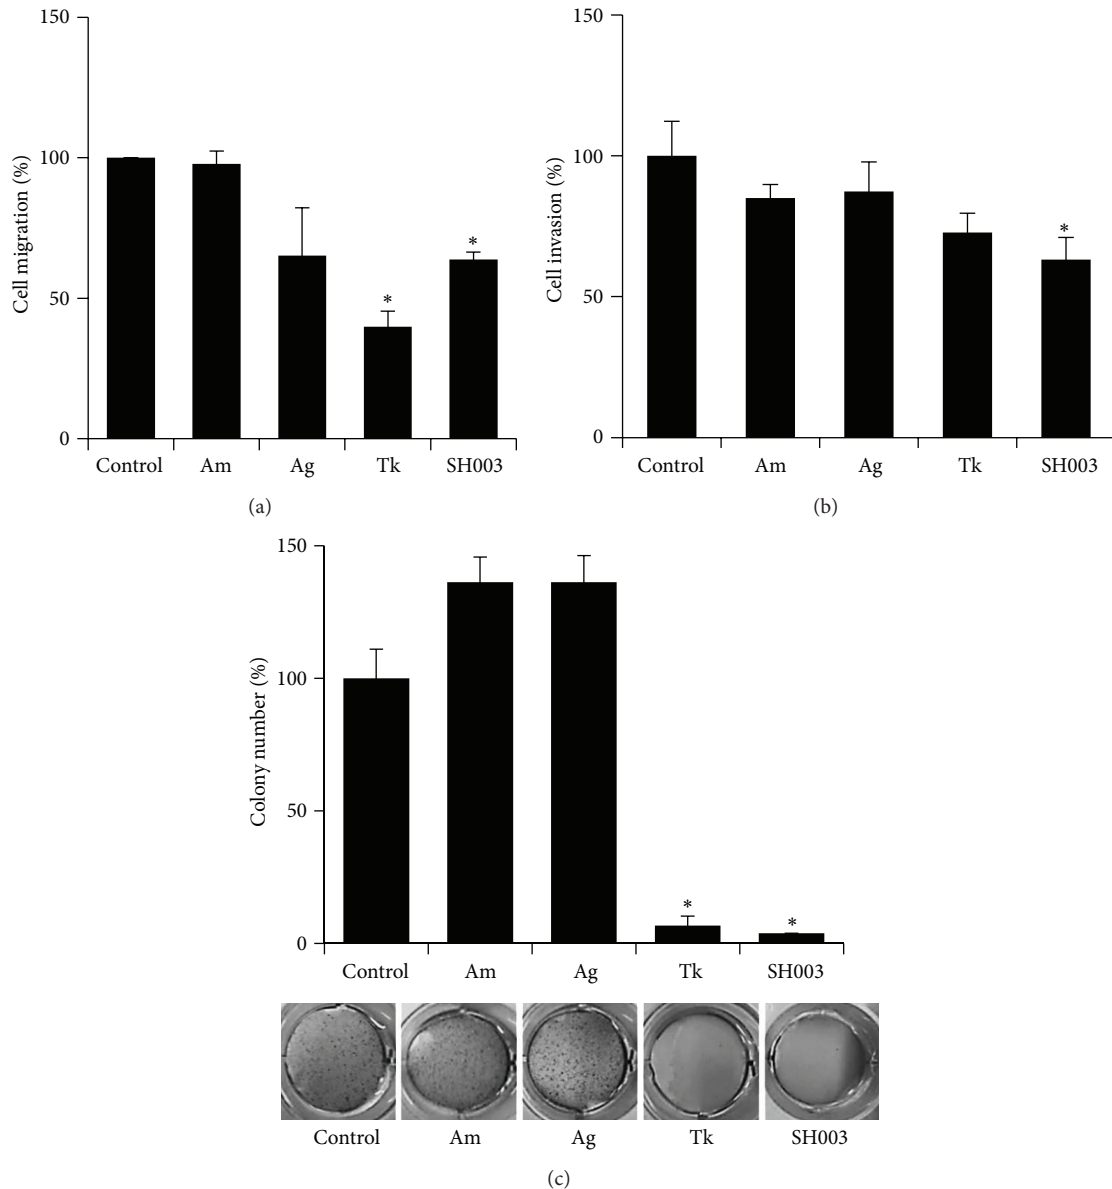 150
100
50
0
Cell migration (%)
*
*
Control Am Ag Tk SH003
(a)
150
100
50
0
Cell invasion (%)
*
Control Am Ag Tk SH003
(b)
150
100
50
0
Colony number (%)
*
*
Control Am Ag Tk SH003
Control Am Ag Tk SH003
(c)